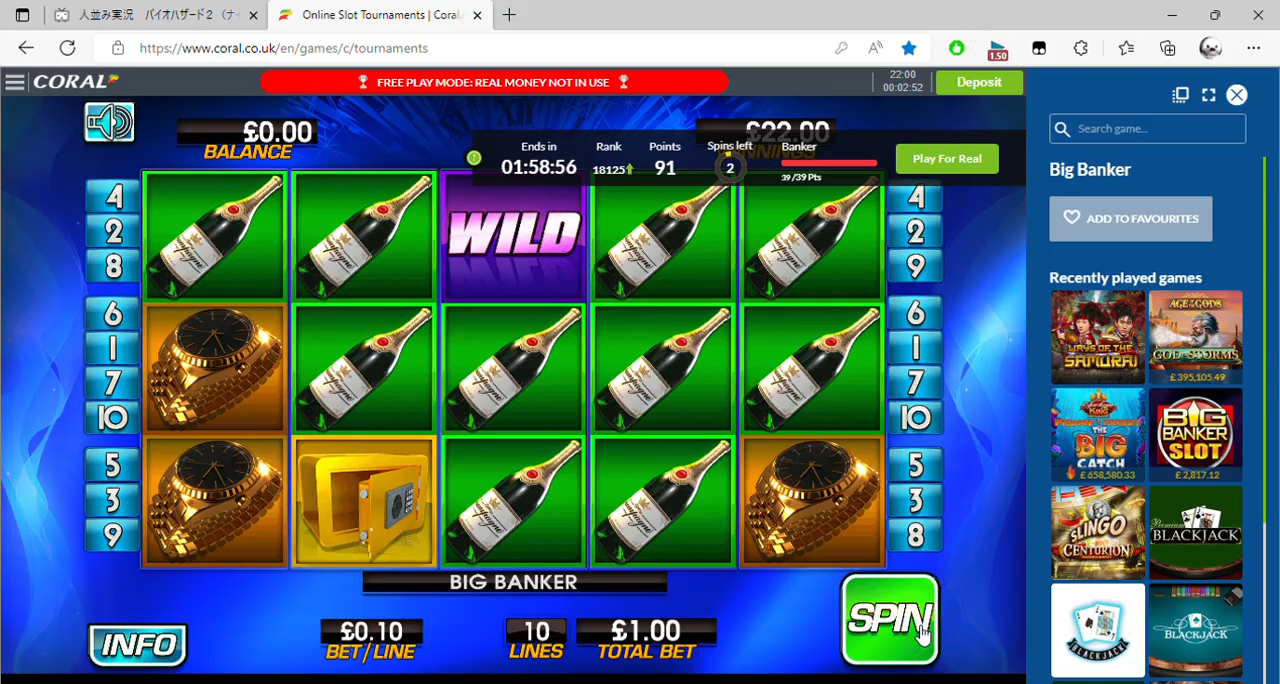 人並み実況 バイオハザード2 (ナイ
Online Slot Tournaments | Coral.
https://www.coral.co.uk/en/games/c/tournaments
1.50
CORAL
FREE PLAY MODE: REAL MONEY NOT IN USE
22:00
00:02:52
Deposit
£0.00
BALANCE
£22.00
Ends in
01:58:56
Rank
18125
Points
91
Spins left
2
Banker
39/39 Pts
Play For Real
4
2
8
6
1
7
10
5
3
9
WILD
4
2
9
6
1
7
10
5
3
8
BIG BANKER
INFO
£0.10
BET/LINE
10
LINES
£1.00
TOTAL BET
SPIN
Search game...
Big Banker
ADD TO FAVOURITES
Recently played games
WAYS OF THE
SAMURAI
AGE OF THE GODS
GOD OF STORMS
£395,105.49
THE
BIG
CATCH
£658,580.33
BIG
BANKER
SLOT
£2,817.12
SLINGO
CENTURION
Premium
BLACKJACK
BLACKJACK
BLACKJACK